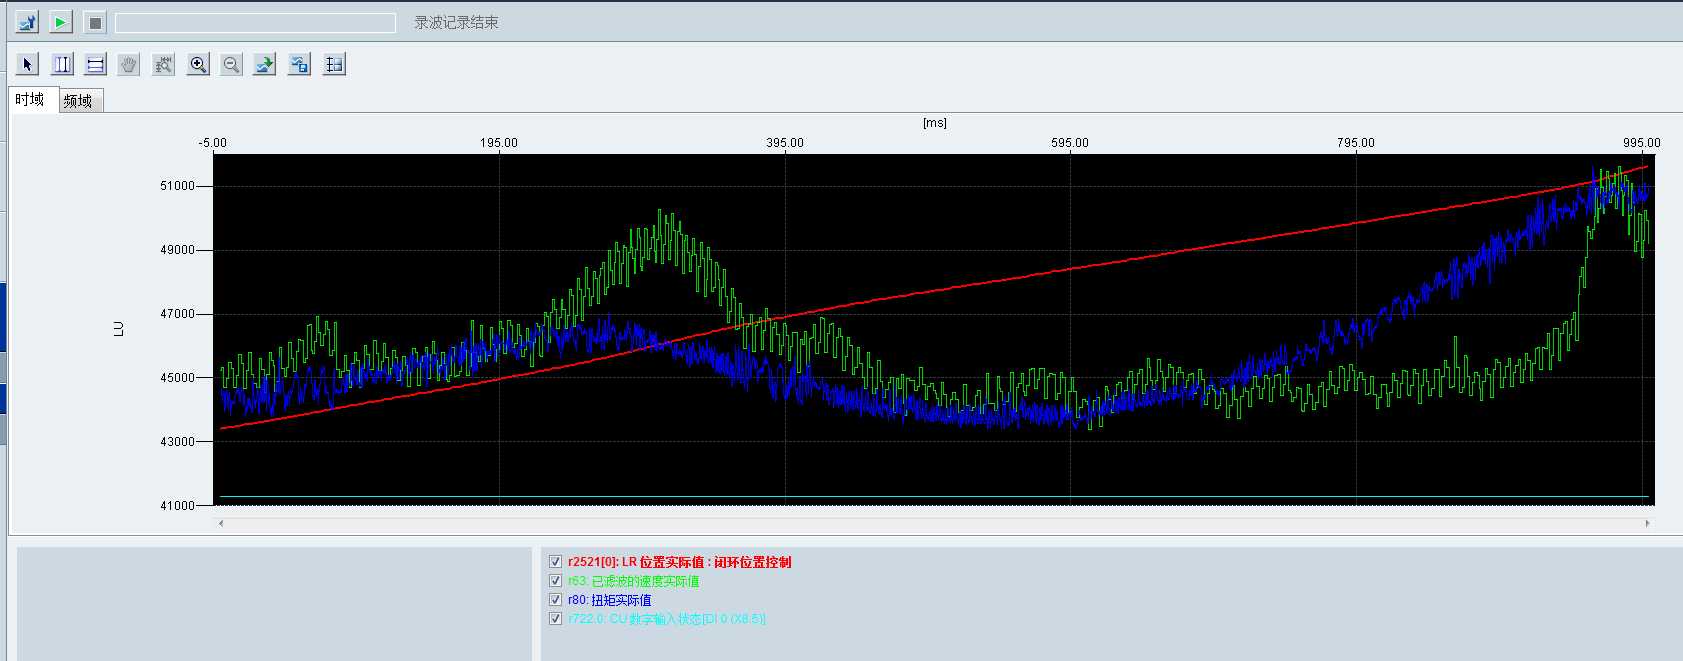 录波记录结束
时域 频域
[ms]
-5.00 195.00 395.00 595.00 795.00 995.00
51000
49000
47000
LU
45000
43000
41000
r2521[0]: LR 位置实际值 : 闭环位置控制
r63: 已滤波的速度实际值
r80: 扭矩实际值
r722.0: CU 数字输入状态[DI 0 (X8.5)]